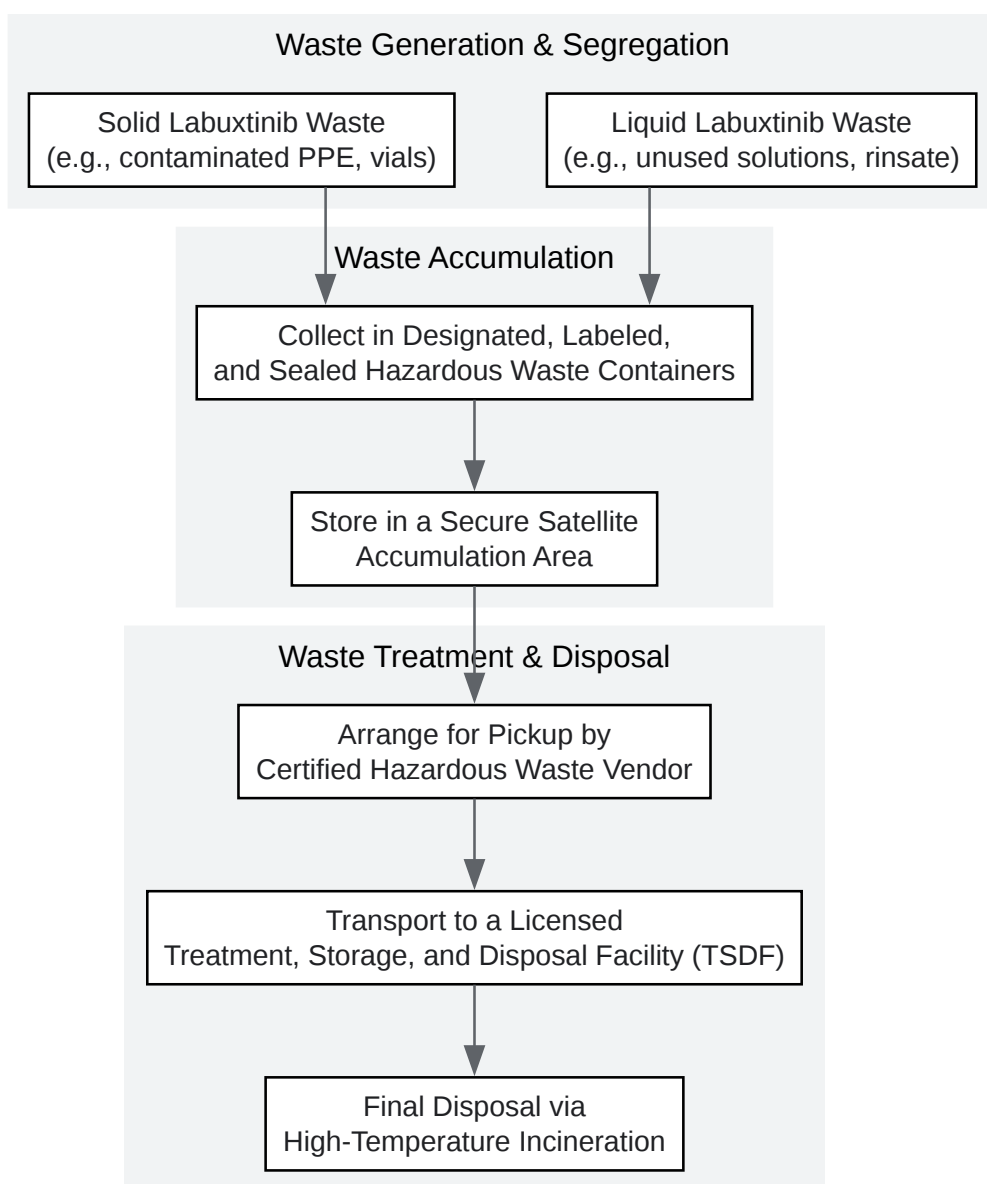 Waste Generation & Segregation
Solid Labuxtinib Waste
(e.g., contaminated PPE, vials)
Liquid Labuxtinib Waste
(e.g., unused solutions, rinsate)
Waste Accumulation
Collect in Designated, Labeled,
and Sealed Hazardous Waste Containers
Store in a Secure Satellite
Accumulation Area
Waste Treatment & Disposal
Arrange for Pickup by
Certified Hazardous Waste Vendor
Transport to a Licensed
Treatment, Storage, and Disposal Facility (TSDF)
Final Disposal via
High-Temperature Incineration